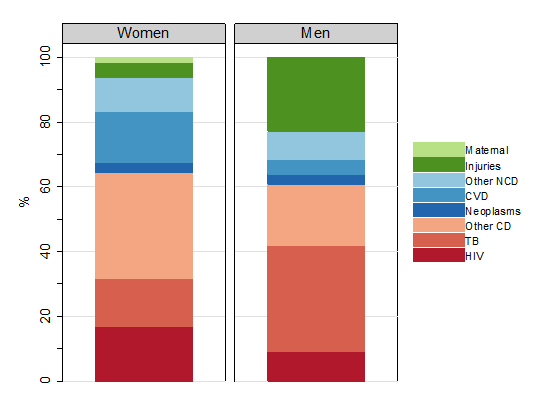 Women Men
100
80
60
40
20
0
%
Maternal
Injuries
Other NCD
CVD
Neoplasms
Other CD
TB
HIV